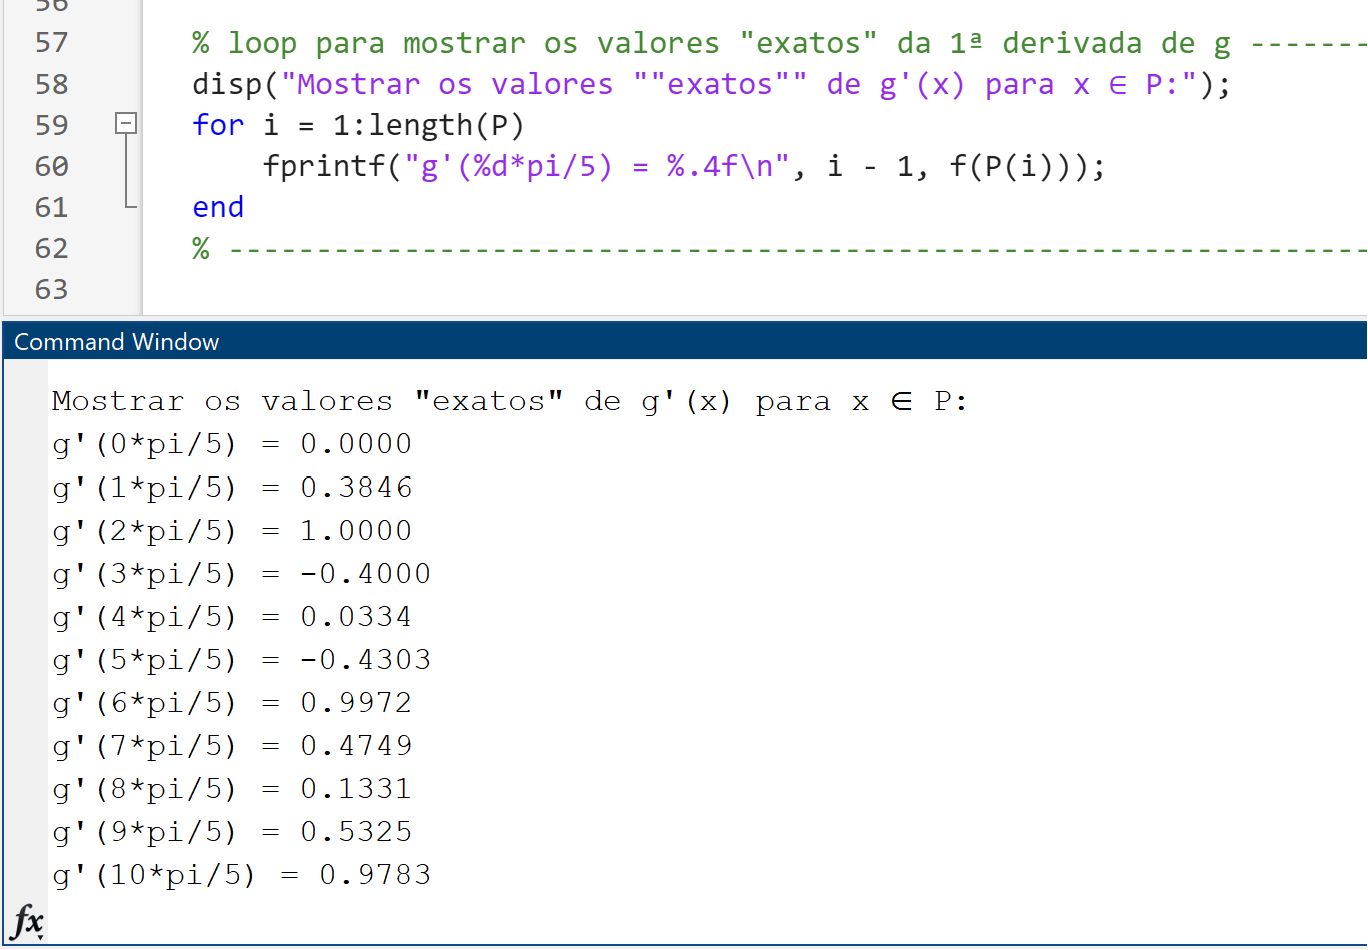 56
57 % loop para mostrar os valores "exatos" da 1ª derivada de g -------
58 disp("Mostrar os valores ""exatos"" de g'(x) para x ∈ P:");
59 for i = 1:length(P)
60 fprintf("g'(%d*pi/5) = %.4f\n", i - 1, f(P(i)));
61 end
62 % -----------------------------------------------------------------
63
Command Window
Mostrar os valores "exatos" de g'(x) para x ∈ P:
g'(0*pi/5) = 0.0000
g'(1*pi/5) = 0.3846
g'(2*pi/5) = 1.0000
g'(3*pi/5) = -0.4000
g'(4*pi/5) = 0.0334
g'(5*pi/5) = -0.4303
g'(6*pi/5) = 0.9972
g'(7*pi/5) = 0.4749
g'(8*pi/5) = 0.1331
g'(9*pi/5) = 0.5325
g'(10*pi/5) = 0.9783
fx